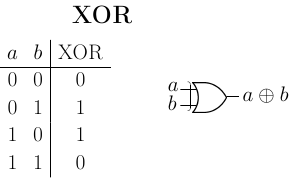 XOR
a b XOR
0 0 0
0 1 1
1 0 1
1 1 0
a
b
a ⊕ b